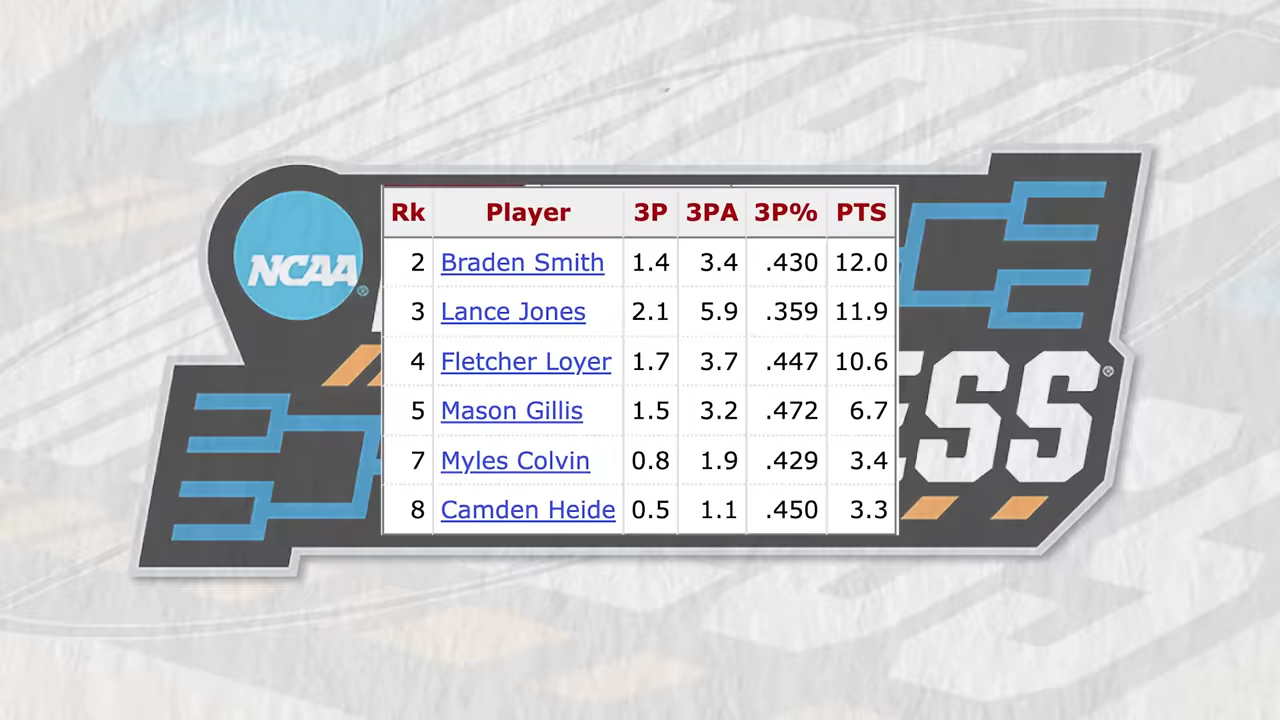 NCAA®
Rk Player 3P 3PA 3P% PTS
2 Braden Smith 1.4 3.4 .430 12.0
3 Lance Jones 2.1 5.9 .359 11.9
4 Fletcher Loyer 1.7 3.7 .447 10.6
5 Mason Gillis 1.5 3.2 .472 6.7
7 Myles Colvin 0.8 1.9 .429 3.4
8 Camden Heide 0.5 1.1 .450 3.3
ESS®